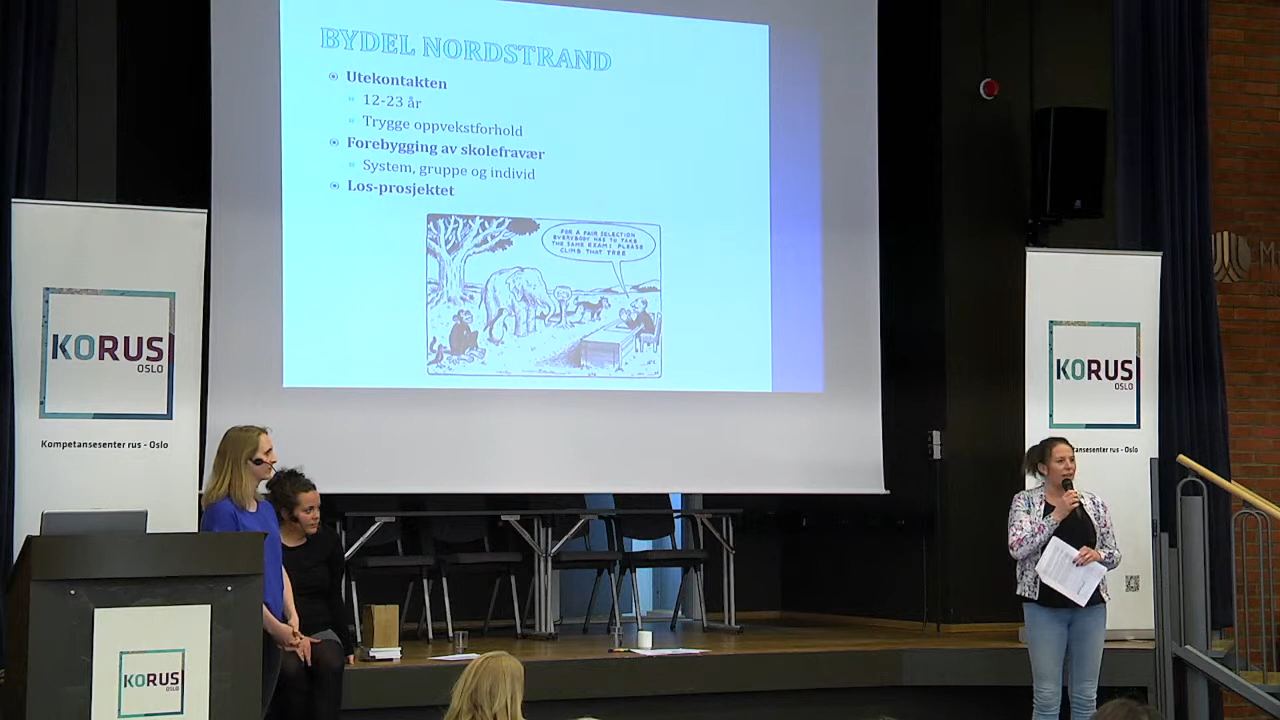 BYDEL NORDSTRAND
Utekontakten
12-23 år
Trygge oppvekstforhold
Forebygging av skolefravær
System, gruppe og individ
Los-prosjektet
FOR A FAIR SELECTION
EVERYBODY HAS TO TAKE
THE SAME EXAM: PLEASE
CLIMB THAT TREE
KORUS
OSLO
Kompetansesenter rus - Oslo
KORUS
OSLO
KORUS
OSLO
tansesenter rus - Oslo
M